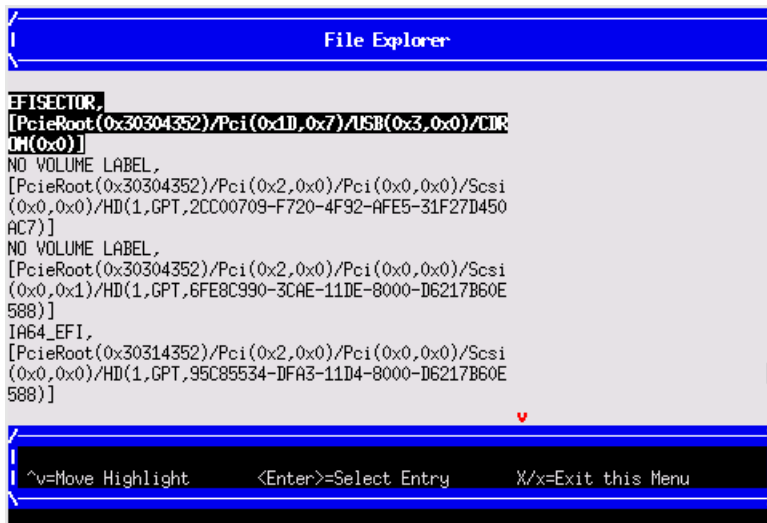 File Explorer
EFISECTOR,
[PcieRoot(0x30304352)/Pci(0x1D,0x7)/USB(0x3,0x0)/CDR
OM(0x0)]
NO VOLUME LABEL,
[PcieRoot(0x30304352)/Pci(0x2,0x0)/Pci(0x0,0x0)/Scsi
(0x0,0x0)/HD(1,GPT,2CC00709-F720-4F92-AFE5-31F27D450
AC7)]
NO VOLUME LABEL,
[PcieRoot(0x30304352)/Pci(0x2,0x0)/Pci(0x0,0x0)/Scsi
(0x0,0x1)/HD(1,GPT,6FE8C990-3CAE-11DE-8000-D6217B60E
588)]
IA64_EFI,
[PcieRoot(0x30314352)/Pci(0x2,0x0)/Pci(0x0,0x0)/Scsi
(0x0,0x0)/HD(1,GPT,95C85534-DFA3-11D4-8000-D6217B60E
588)]
v
^v=Move Highlight <Enter>=Select Entry X/x=Exit this Menu